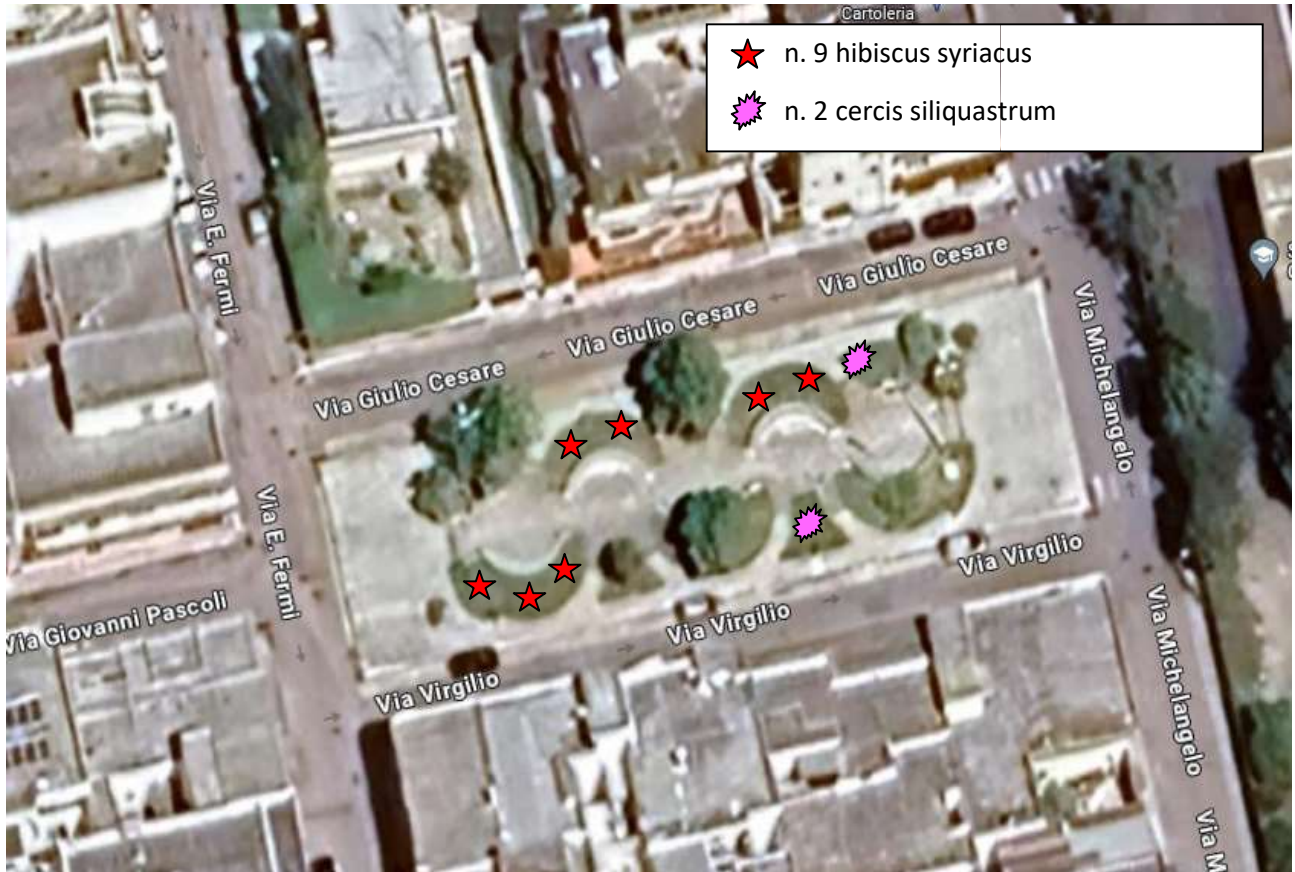 Cartoleria
n. 9 hibiscus syriacus
n. 2 cercis siliquastrum
Via E. Fermi
Via Giulio Cesare
Via Giulio Cesare
Via Giulio Cesare
Via Michelangelo
Via E. Fermi
Via Virgilio
Via Giovanni Pascoli
Via Virgilio
Via Michelangelo
Via Virgilio
Via M